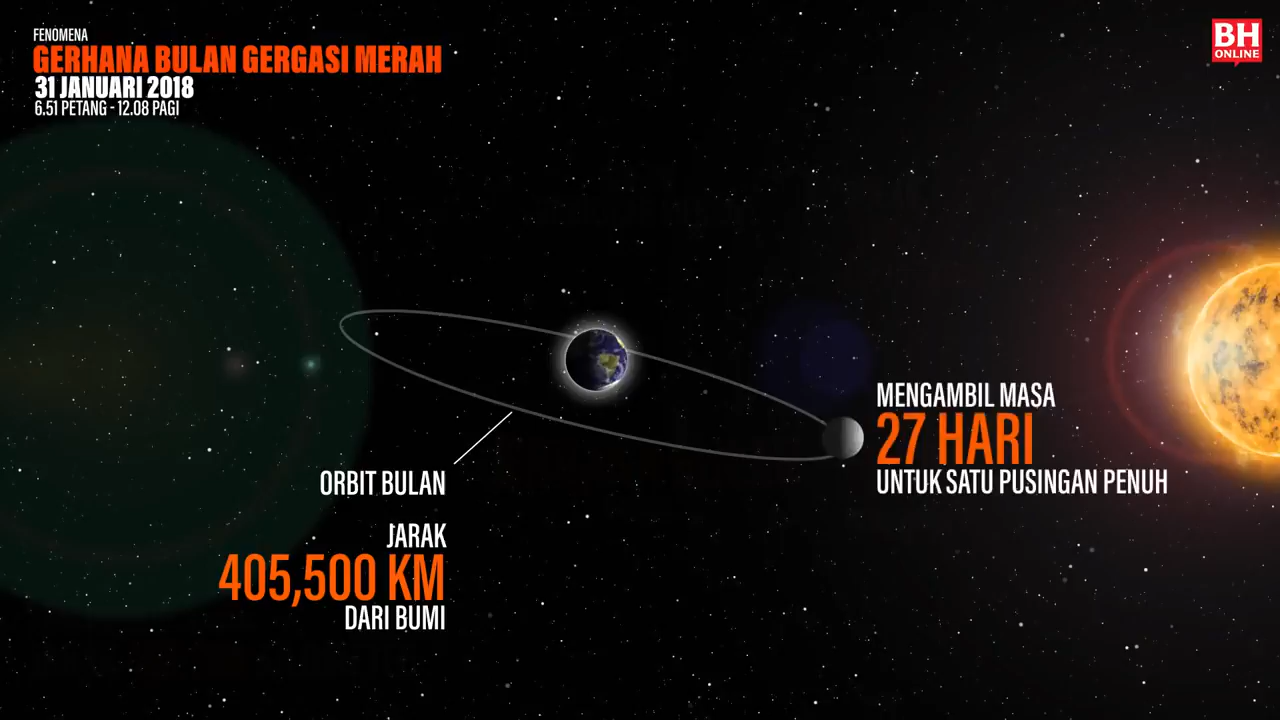 FENOMENA
GERHANA BULAN GERGASI MERAH
31 JANUARI 2018
6.51 PETANG - 12.08 PAGI
BH
ONLINE
MENGAMBIL MASA
27 HARI
UNTUK SATU PUSINGAN PENUH
ORBIT BULAN
JARAK
405,500 KM
DARI BUMI